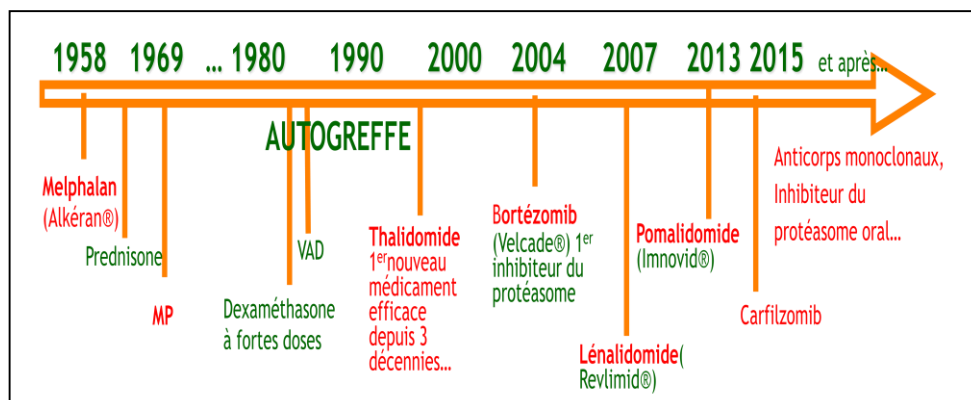 1958 1969 ... 1980 1990 2000 2004 2007 2013 2015 et après...
AUTOGREFFE
Melphalan
(Alkéran®)
Prednisone
MP
Dexaméthasone
à fortes doses
VAD
Thalidomide
1er nouveau
médicament
efficace
depuis 3
décennies...
Bortézomib
(Velcade®) 1er
inhibiteur du
protéasome
Lénalidomide(
Revlimid®)
Pomalidomide
(Imnovid®)
Carfilzomib
Anticorps monoclonaux,
Inhibiteur du
protéasome oral...